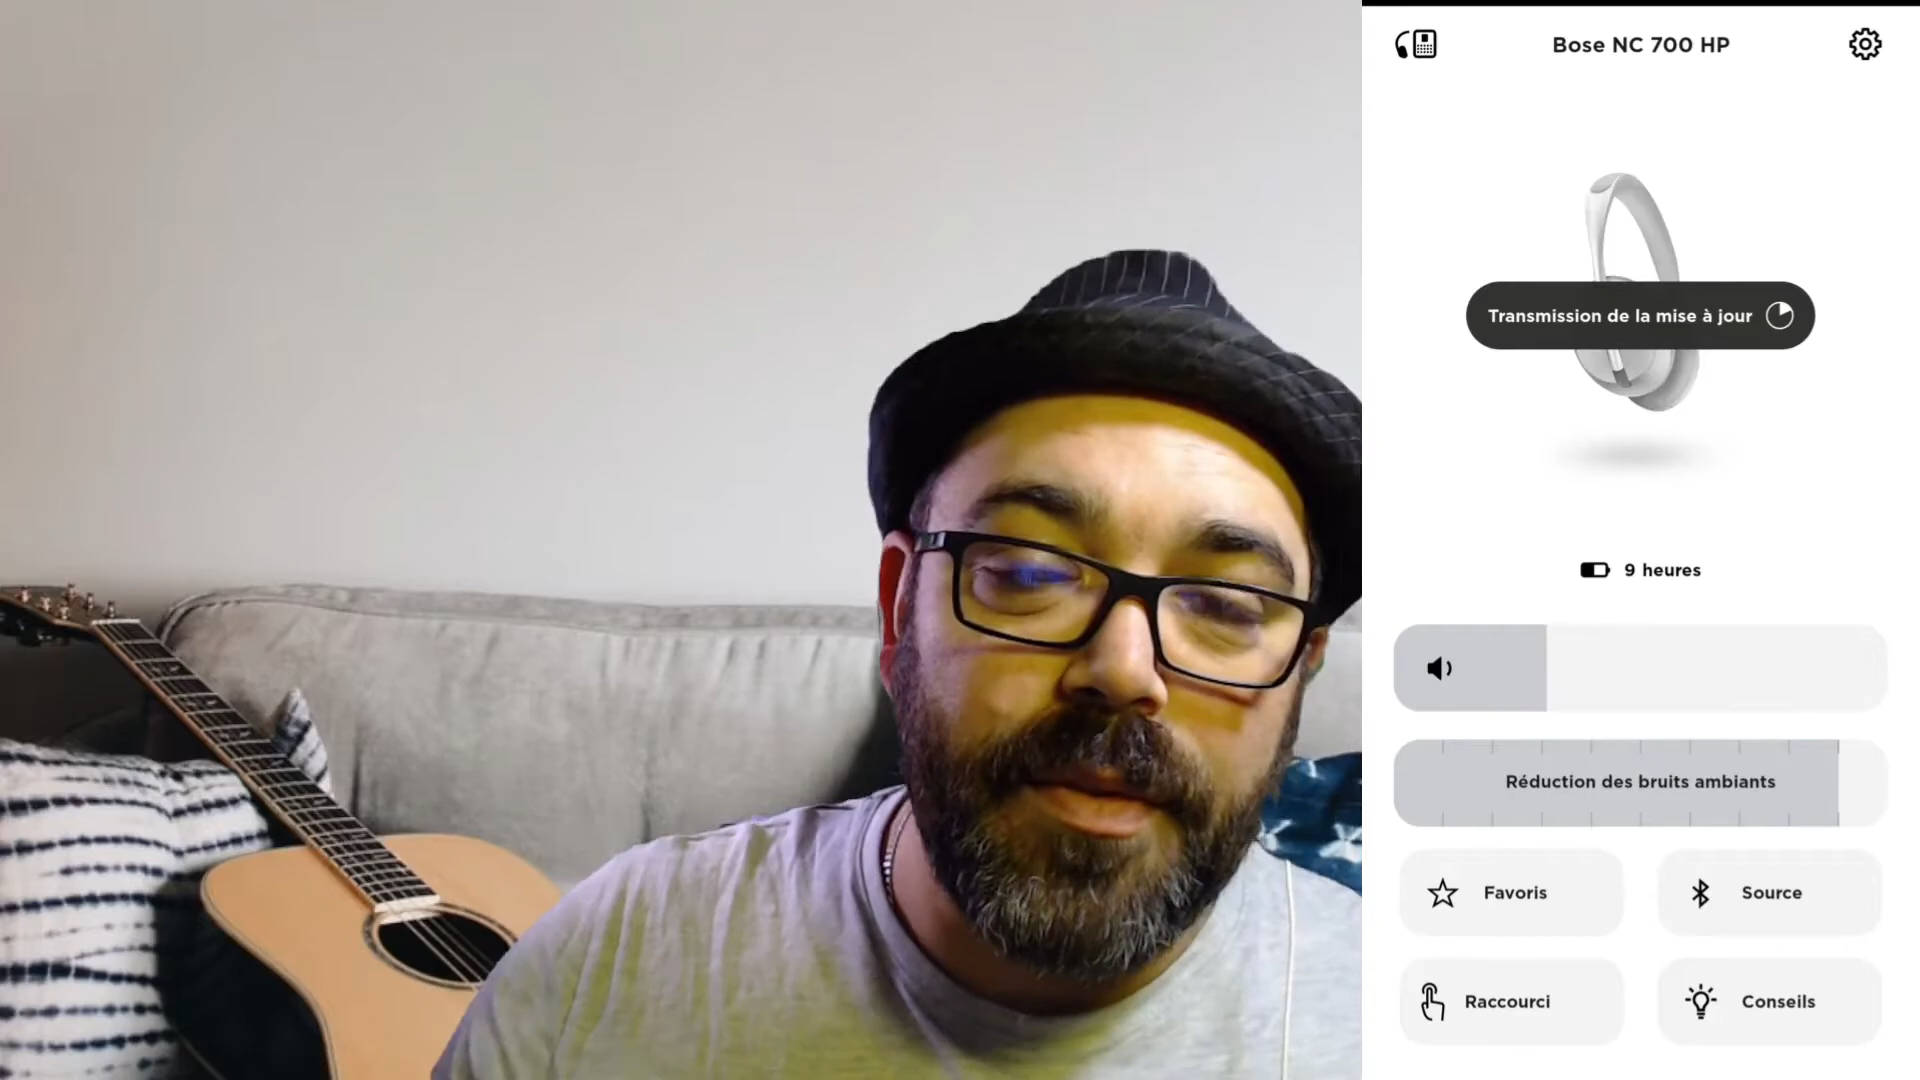 Bose NC 700 HP
Transmission de la mise à jour
9 heures
Réduction des bruits ambiants
Favoris
Source
Raccourci
Conseils